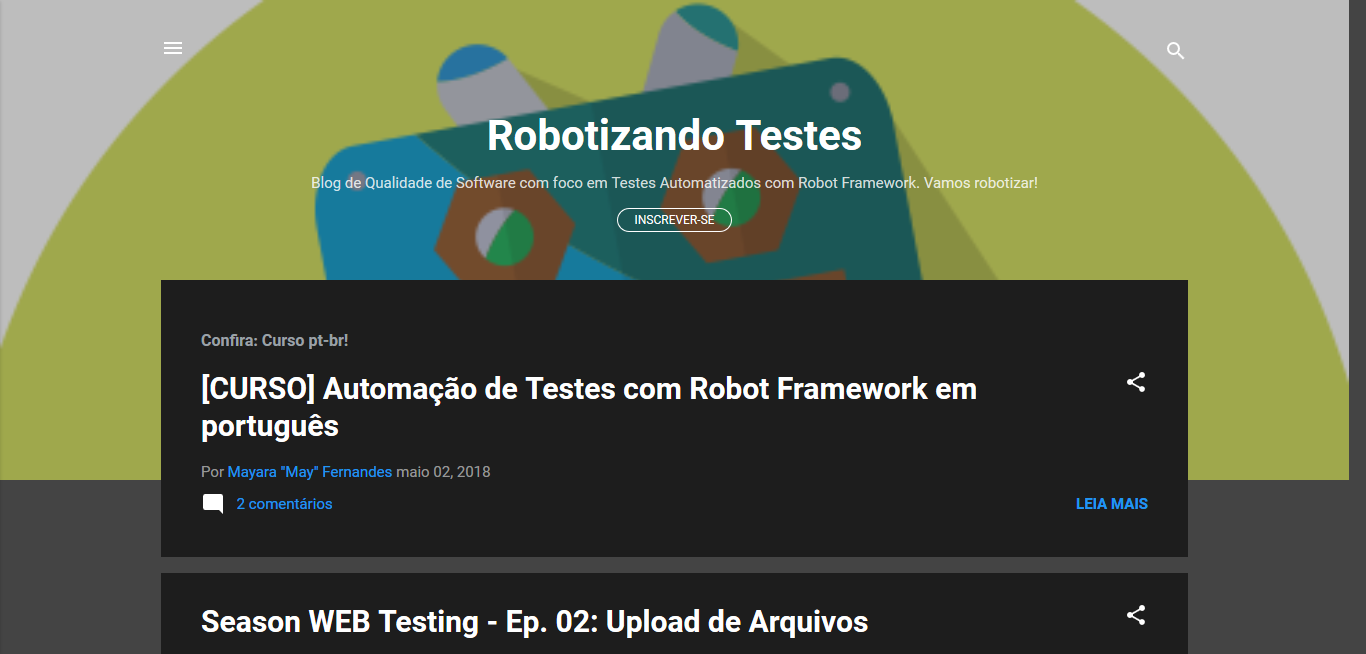 Robotizando Testes
Blog de Qualidade de Software com foco em Testes Automatizados com Robot Framework. Vamos robotizar!
INSCREVER-SE
Confira: Curso pt-br!
[CURSO] Automação de Testes com Robot Framework em
português
Por Mayara "May" Fernandes maio 02, 2018
2 comentários
LEIA MAIS
Season WEB Testing - Ep. 02: Upload de Arquivos